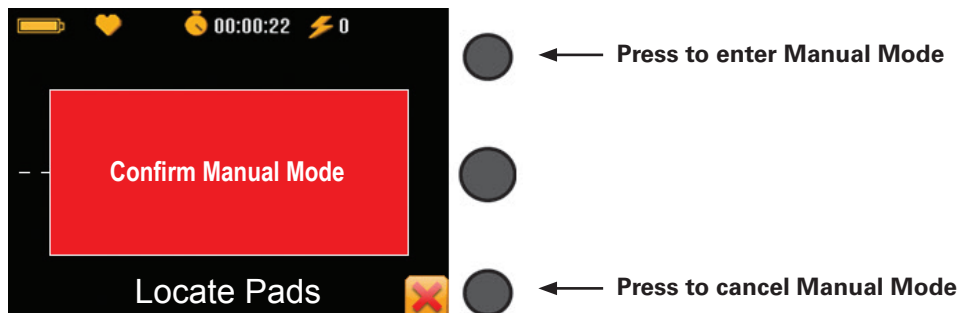 00:00:22 0
Press to enter Manual Mode
Confirm Manual Mode
Locate Pads
Press to cancel Manual Mode